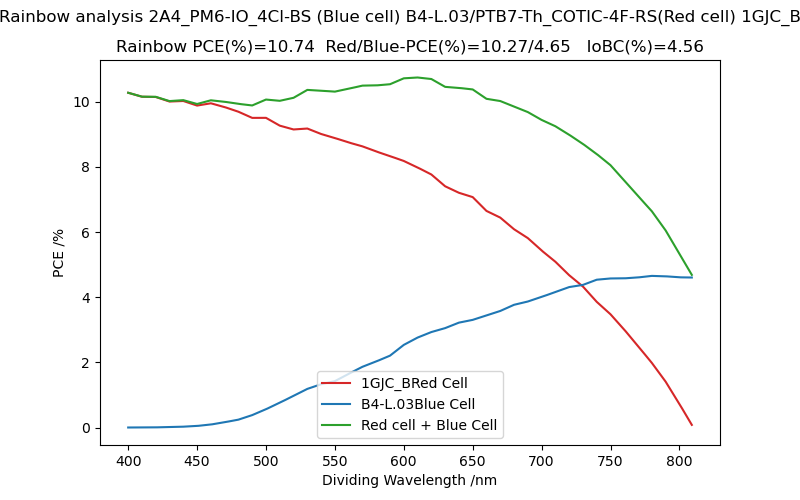 Rainbow analysis 2A4_PM6-IO_4Cl-BS (Blue cell) B4-L.03/PTB7-Th_COTIC-4F-RS(Red cell) 1GJC_B
Rainbow PCE(%)=10.74 Red/Blue-PCE(%)=10.27/4.65 IoBC(%)=4.56
PCE /%
10
8
6
4
2
0
1GJC_BRed Cell
B4-L.03Blue Cell
Red cell + Blue Cell
400 450 500 550 600 650 700 750 800
Dividing Wavelength /nm